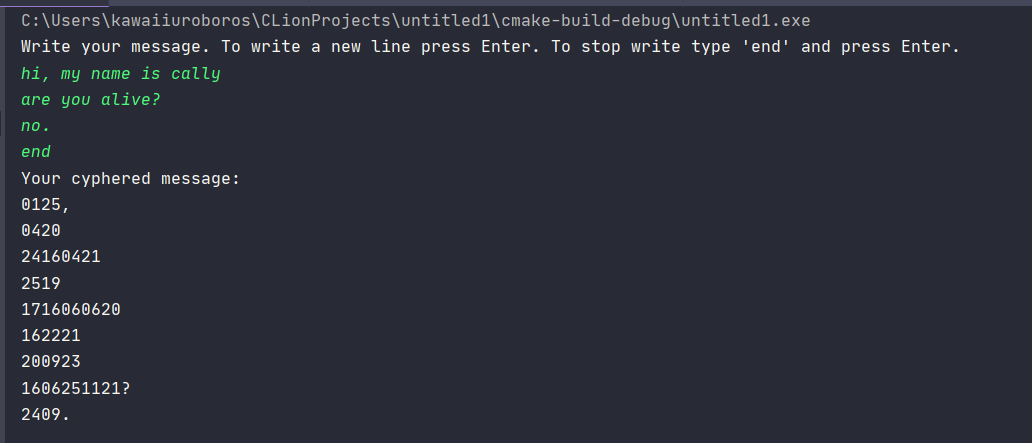 C:\Users\kawaiiuroboros\CLionProjects\untitled1\cmake-build-debug\untitled1.exe
Write your message. To write a new line press Enter. To stop write type 'end' and press Enter.
hi, my name is cally
are you alive?
no.
end
Your cyphered message:
0125,
0420
24160421
2519
1716060620
162221
200923
1606251121?
2409.